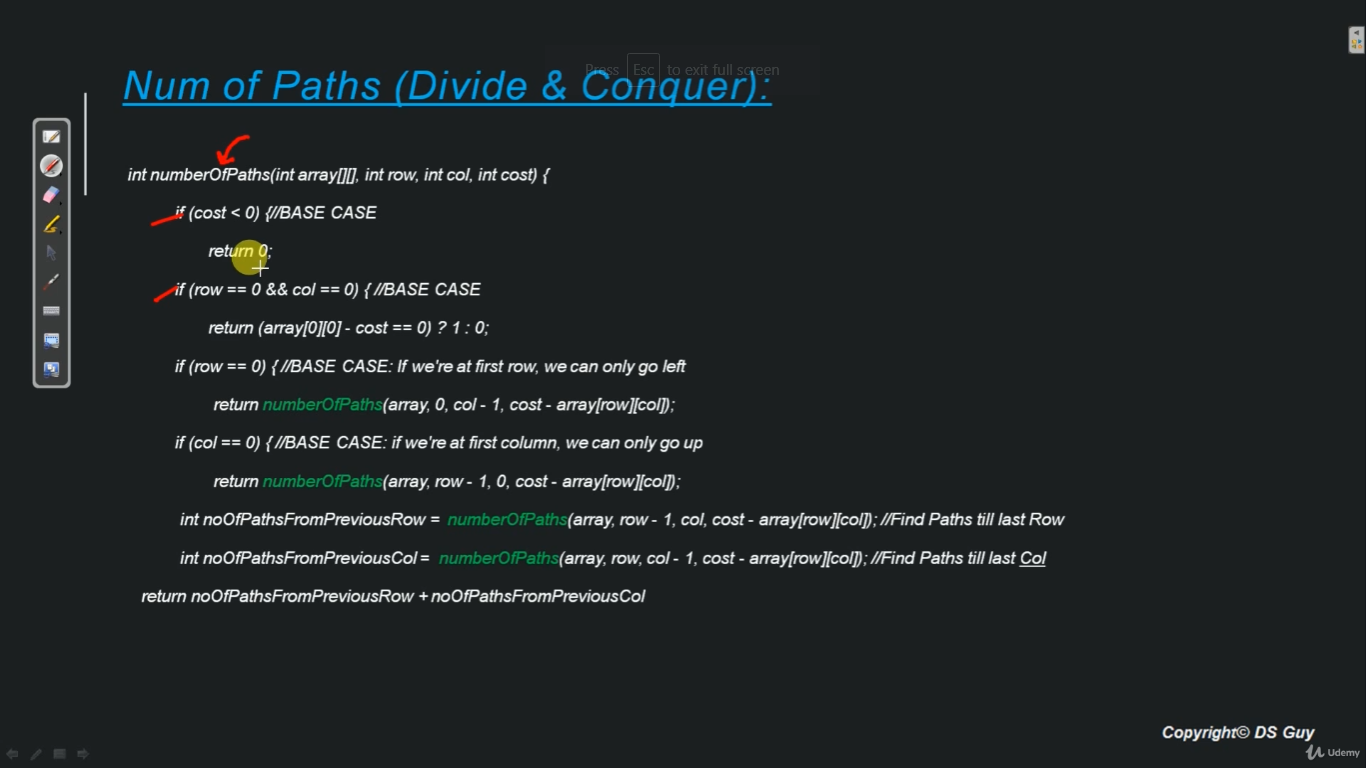 Press Esc to exit full screen
Num of Paths (Divide & Conquer):
int numberOfPaths(int array[][], int row, int col, int cost) {
if (cost < 0) {//BASE CASE
return 0;
if (row == 0 && col == 0) { //BASE CASE
return (array[0][0] - cost == 0) ? 1 : 0;
if (row == 0) { //BASE CASE: If we're at first row, we can only go left
return numberOfPaths(array, 0, col - 1, cost - array[row][col]);
if (col == 0) { //BASE CASE: if we're at first column, we can only go up
return numberOfPaths(array, row - 1, 0, cost - array[row][col]);
int noOfPathsFromPreviousRow = numberOfPaths(array, row - 1, col, cost - array[row][col]); //Find Paths till last Row
int noOfPathsFromPreviousCol = numberOfPaths(array, row, col - 1, cost - array[row][col]); //Find Paths till last Col
return noOfPathsFromPreviousRow + noOfPathsFromPreviousCol
Copyright© DS Guy
Udemy